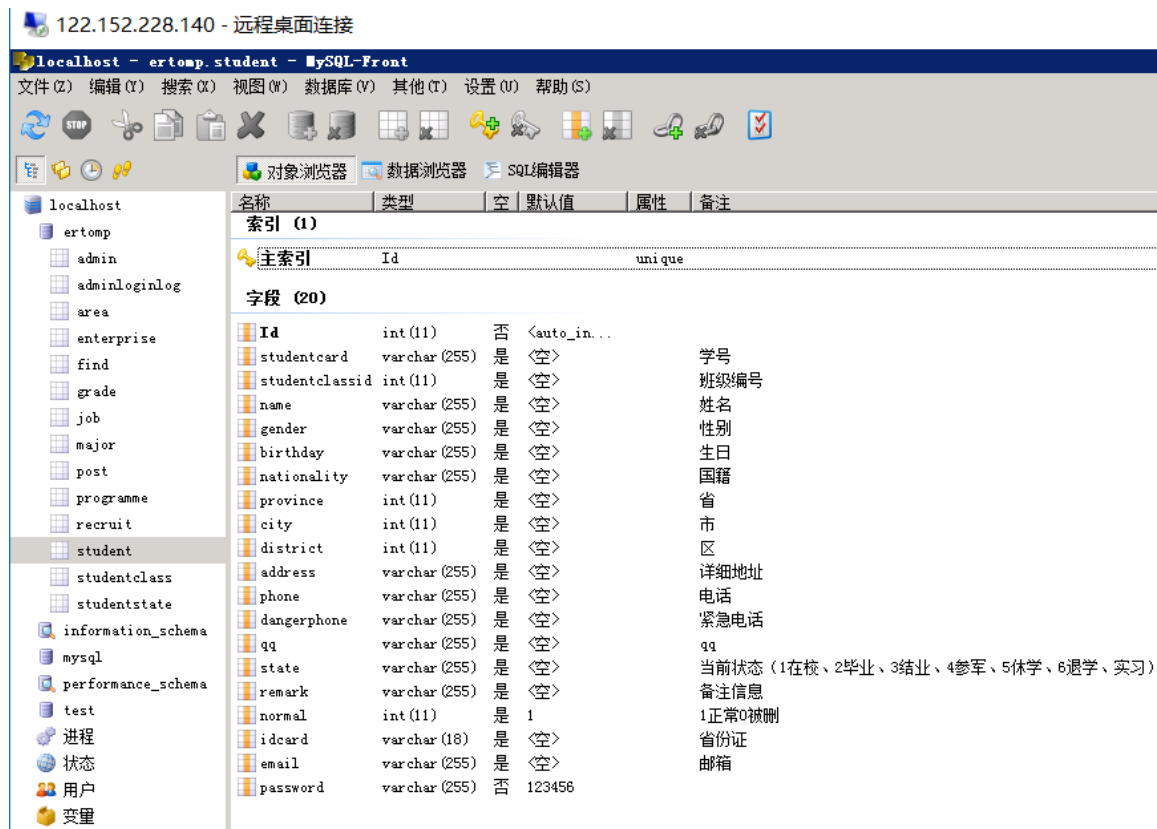 122.152.228.140 - 远程桌面连接
localhost - ertomp.student - MySQL-Front
文件(Z) 编辑(Y) 搜索(X) 视图(W) 数据库(V) 其他(T) 设置(U) 帮助(S)
STOP
对象浏览器 数据浏览器 SQL编辑器
localhost
ertomp
admin
adminloginlog
area
enterprise
find
grade
job
major
post
programme
recruit
student
studentclass
studentstate
information_schema
mysql
performance_schema
test
进程
状态
用户
变量
名称 类型 空 默认值 属性 备注
索引 (1)
主索引 Id unique
字段 (20)
Id int(11) 否 <auto_in...
studentcard varchar(255) 是 <空> 学号
studentclassid int(11) 是 <空> 班级编号
name varchar(255) 是 <空> 姓名
gender varchar(255) 是 <空> 性别
birthday varchar(255) 是 <空> 生日
nationality varchar(255) 是 <空> 国籍
province int(11) 是 <空> 省
city int(11) 是 <空> 市
district int(11) 是 <空> 区
address varchar(255) 是 <空> 详细地址
phone varchar(255) 是 <空> 电话
dangerphone varchar(255) 是 <空> 紧急电话
qq varchar(255) 是 <空> qq
state varchar(255) 是 <空> 当前状态（1在校、2毕业、3结业、4参军、5休学、6退学、实习）
remark varchar(255) 是 <空> 备注信息
normal int(11) 是 1 1正常0被删
idcard varchar(18) 是 <空> 省份证
email varchar(255) 是 <空> 邮箱
password varchar(255) 否 123456